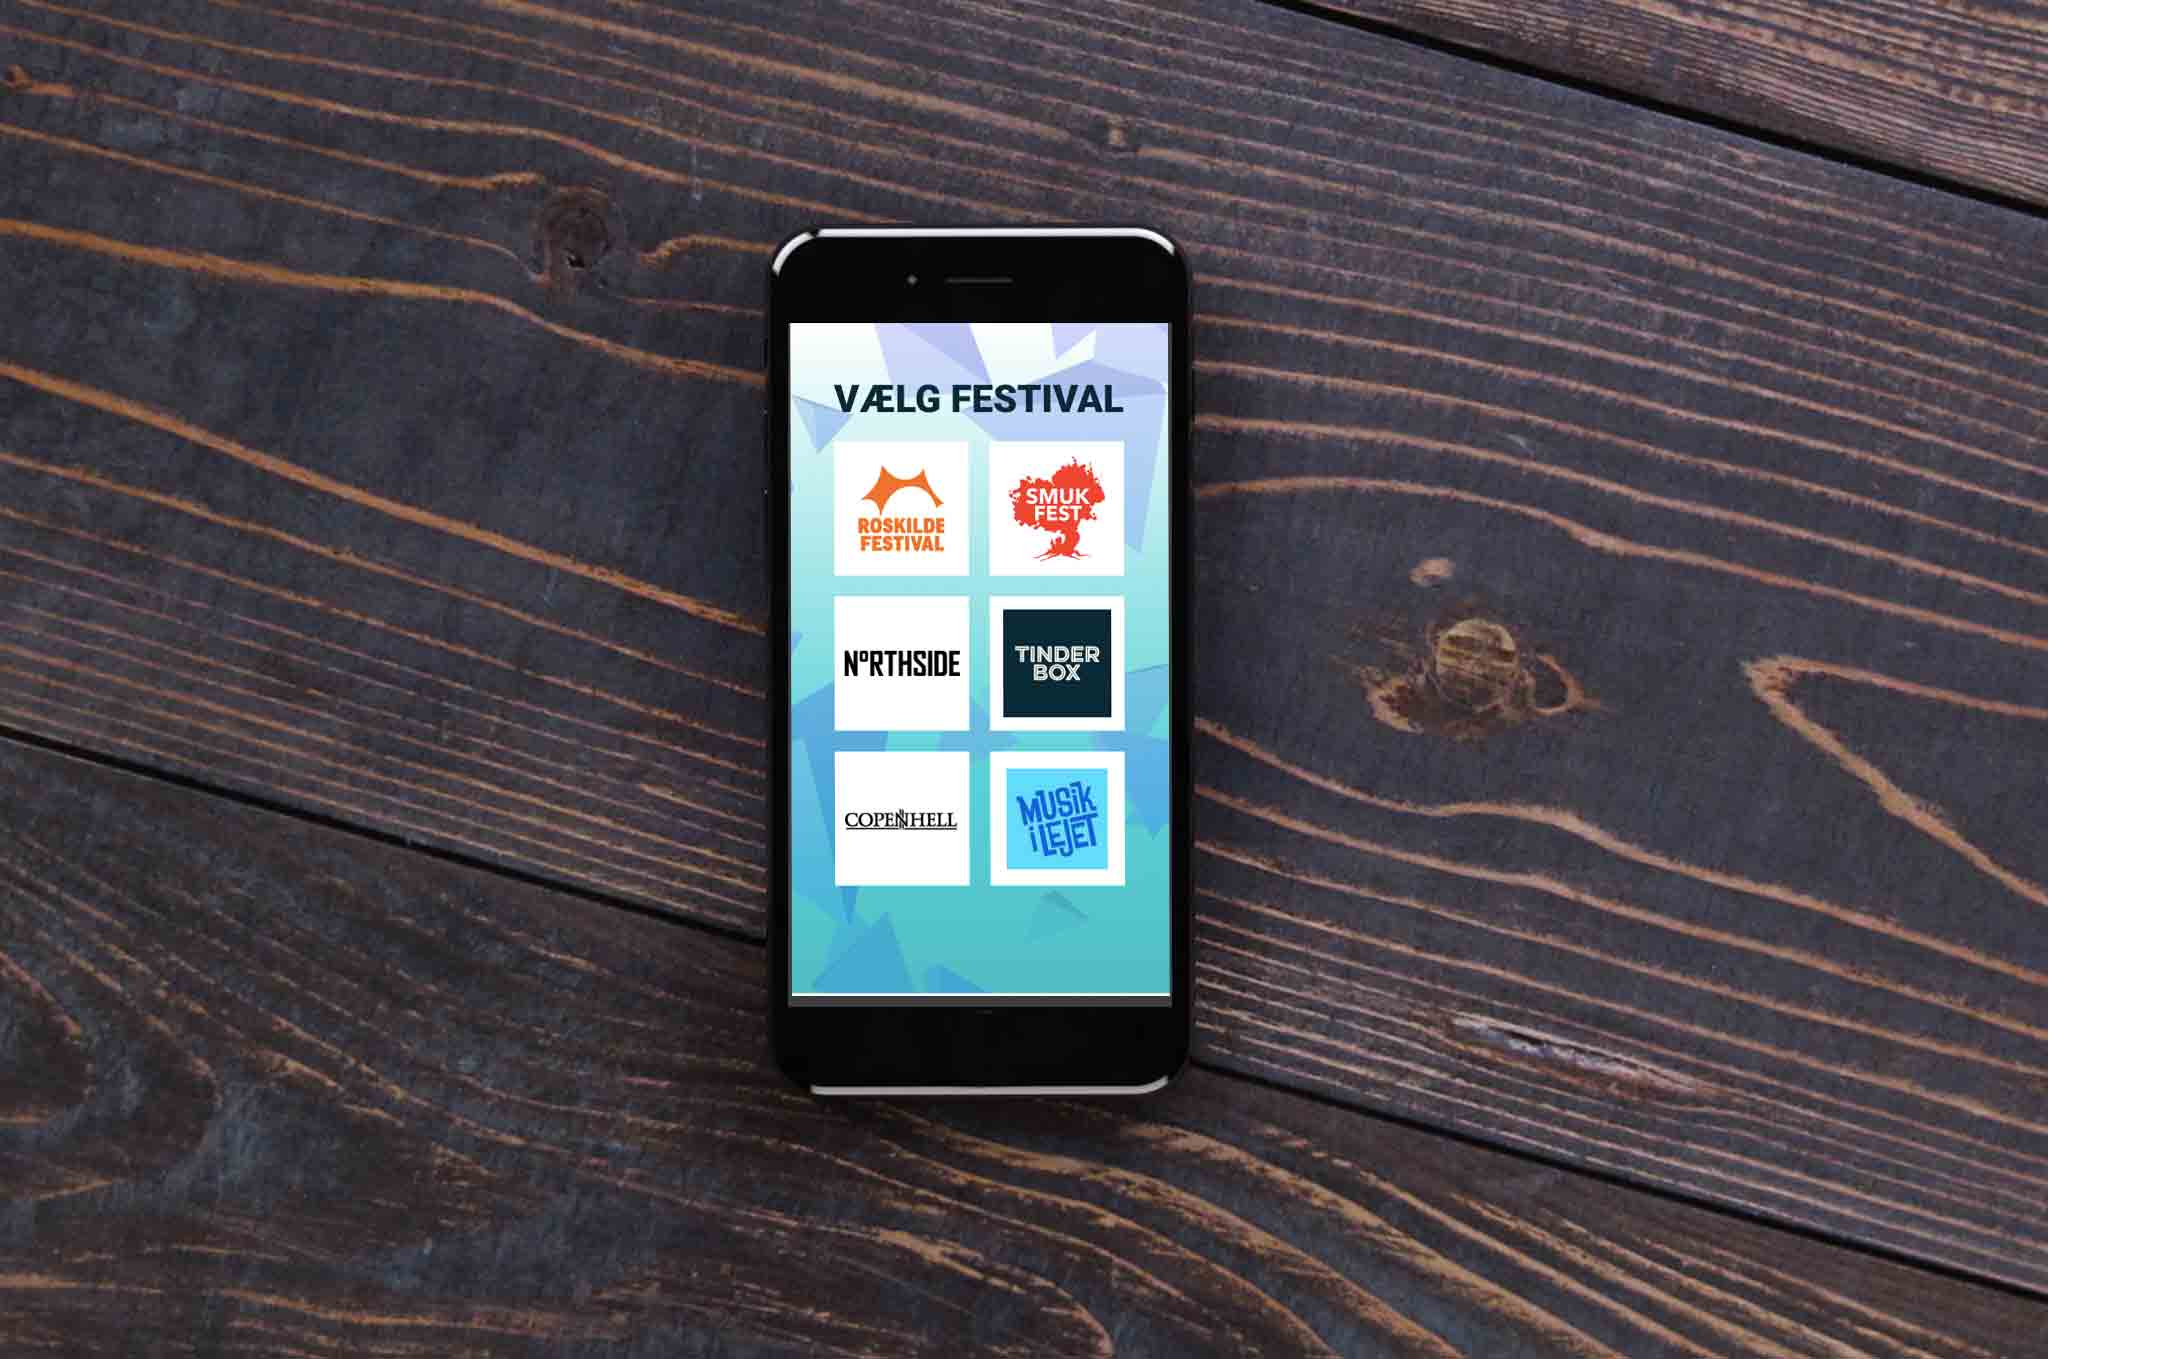 VÆLG FESTIVAL
ROSKILDE
FESTIVAL
SMUK
FEST
NºRTHSIDE
TINDER
BOX
COPENHELL
MUSiK
i LEJET